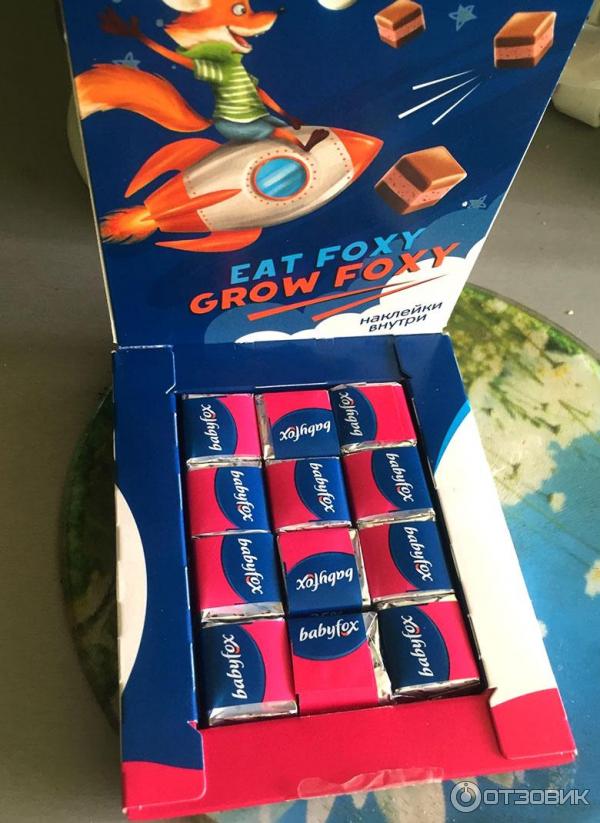 EAT FOXY
GROW FOXY
наклейки
внутри
babyfox
babyfox
babyfox
babyfox
babyfox
babyfox
babyfox
babyfox
babyfox
babyfox
babyfox
babyfox
ОТЗОВИК